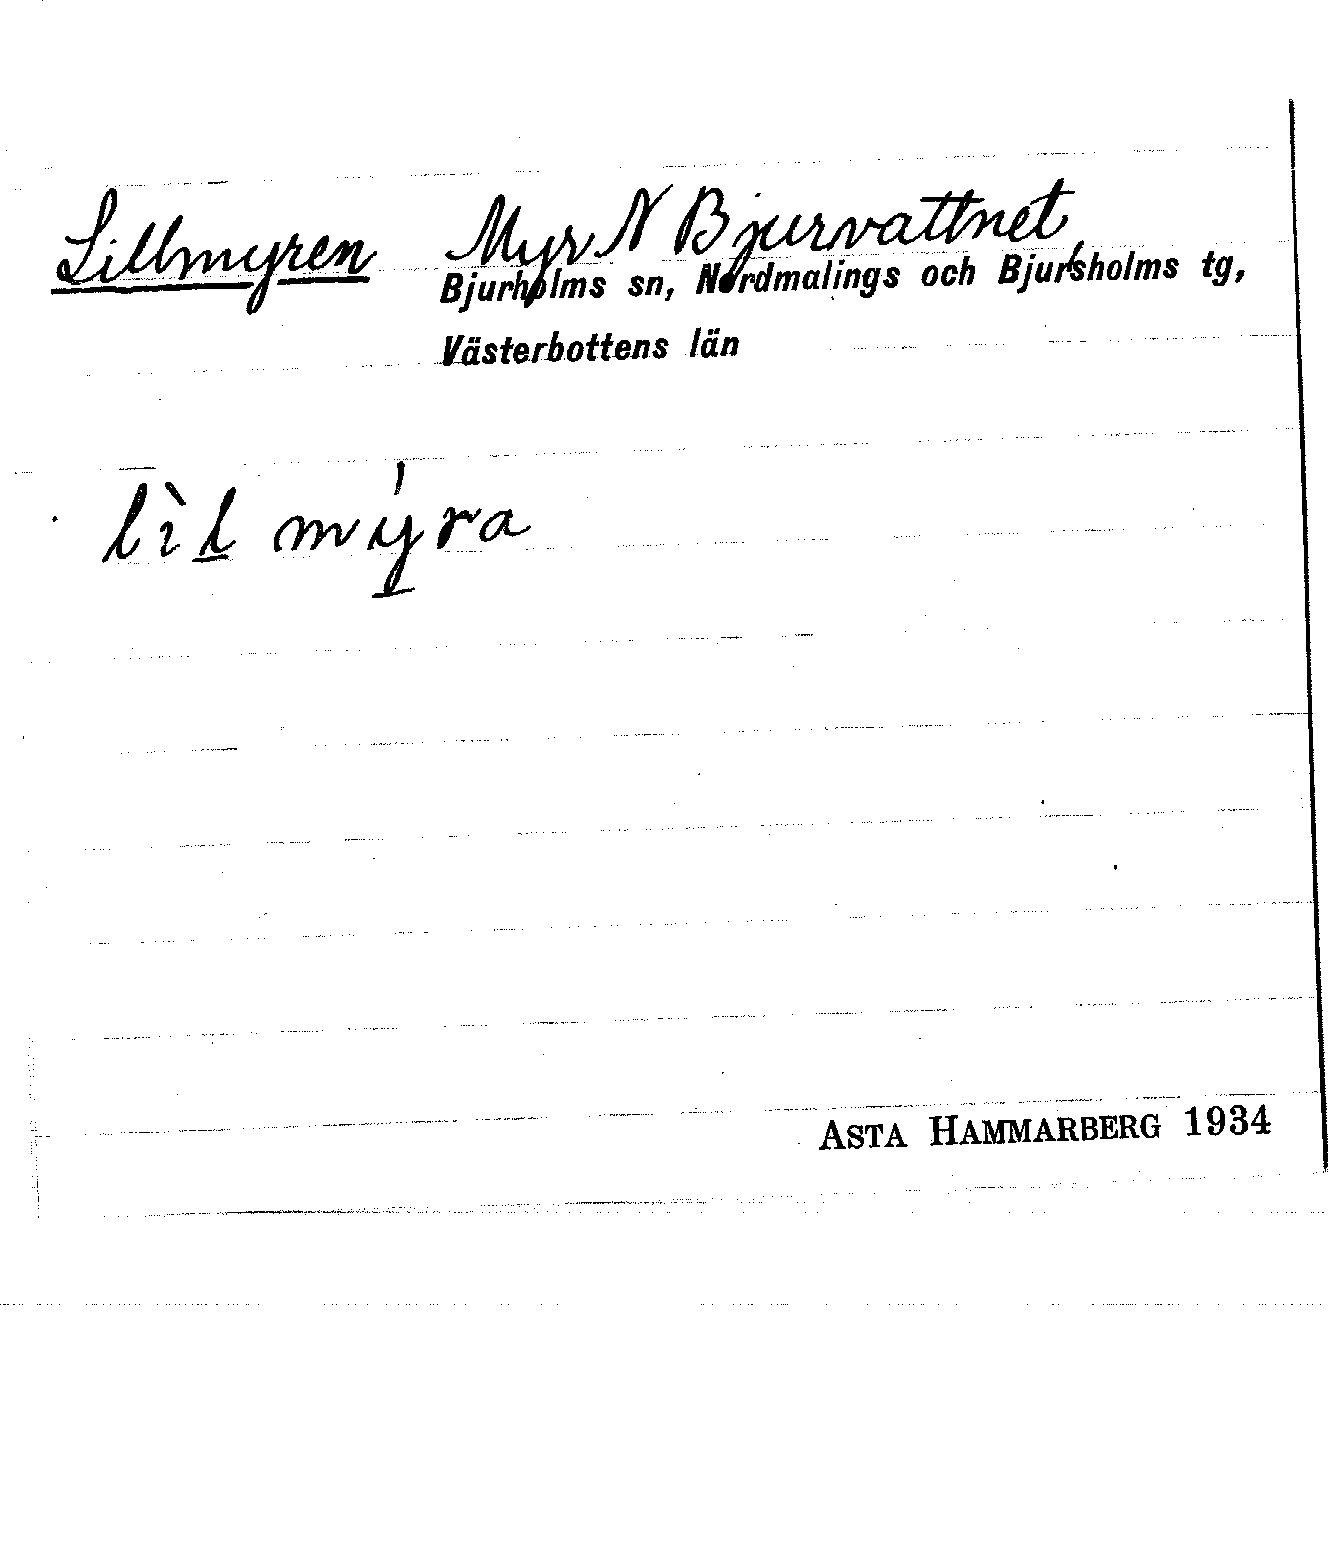 Lillmyren Myr N Bjurvattnet,
Bjurholms sn, Nordmalings och Bjursholms tg,
Västerbottens län
lìl mýra
ASTA HAMMARBERG 1934